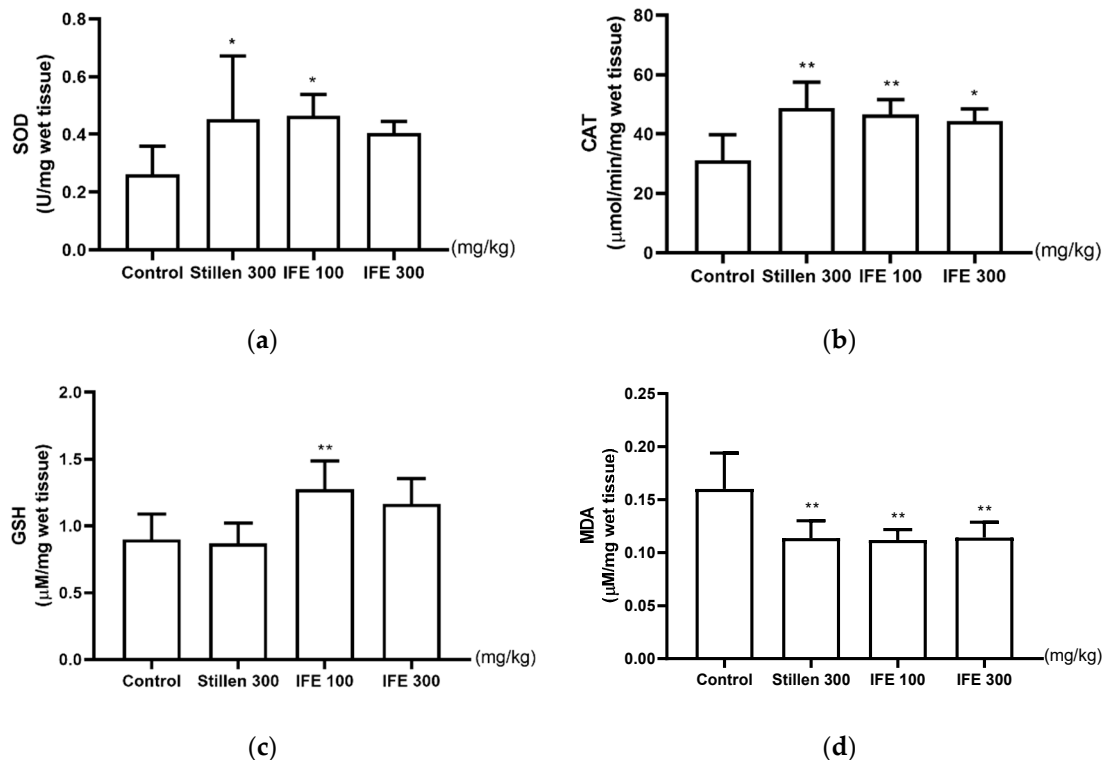 0.8
0.6
0.4
0.2
0.0
SOD
(U/mg wet tissue)
*
*
Control Stillen 300 IFE 100 IFE 300
(mg/kg)
(a)
80
60
40
20
0
CAT
(μmol/min/mg wet tissue)
**
**
*
Control Stillen 300 IFE 100 IFE 300
(mg/kg)
(b)
2.0
1.5
1.0
0.5
0.0
GSH
(μM/mg wet tissue)
**
Control Stillen 300 IFE 100 IFE 300
(mg/kg)
(c)
0.25
0.20
0.15
0.10
0.05
0.00
MDA
(μM/mg wet tissue)
**
**
**
Control Stillen 300 IFE 100 IFE 300
(mg/kg)
(d)